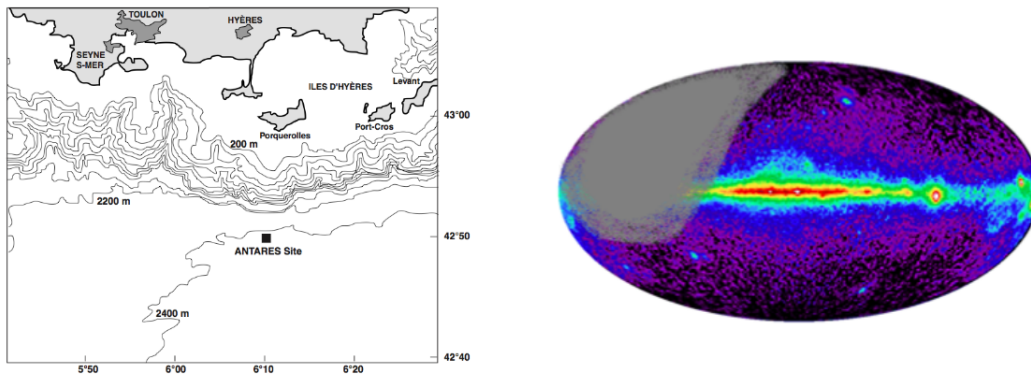 TOULON
HYÈRES
SEYNE
S-MER
Levant
ILES D'HYÈRES
43°00
Porquerolles
Port-Cros
200 m
2200 m
42°50
ANTARES Site
2400 m
42°40
5°50
6°00
6°10
6°20